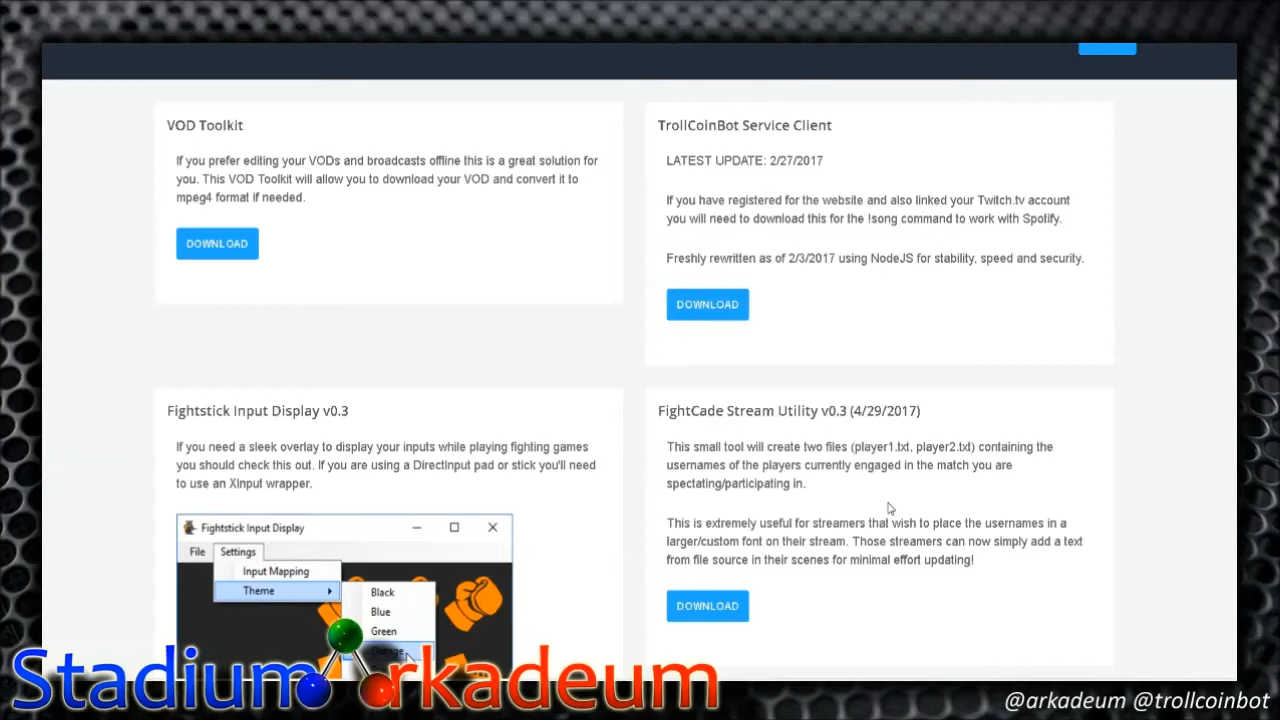 VOD Toolkit
If you prefer editing your VODs and broadcasts offline this is a great solution for
you. This VOD Toolkit will allow you to download your VOD and convert it to
mpeg4 format if needed.
DOWNLOAD
TrollCoinBot Service Client
LATEST UPDATE: 2/27/2017
If you have registered for the website and also linked your Twitch.tv account
you will need to download this for the !song command to work with Spotify.
Freshly rewritten as of 2/3/2017 using NodeJS for stability, speed and security.
DOWNLOAD
Fightstick Input Display v0.3
If you need a sleek overlay to display your inputs while playing fighting games
you should check this out. If you are using a DirectInput pad or stick you'll need
to use an XInput wrapper.
Fightstick Input Display
File Settings
Input Mapping
Theme
Black
Blue
Green
Orange
FightCade Stream Utility v0.3 (4/29/2017)
This small tool will create two files (player1.txt, player2.txt) containing the
usernames of the players currently engaged in the match you are
spectating/participating in.
This is extremely useful for streamers that wish to place the usernames in a
larger/custom font on their stream. Those streamers can now simply add a text
from file source in their scenes for minimal effort updating!
DOWNLOAD
Stadium Arkadeum
@arkadeum @trollcoinbot